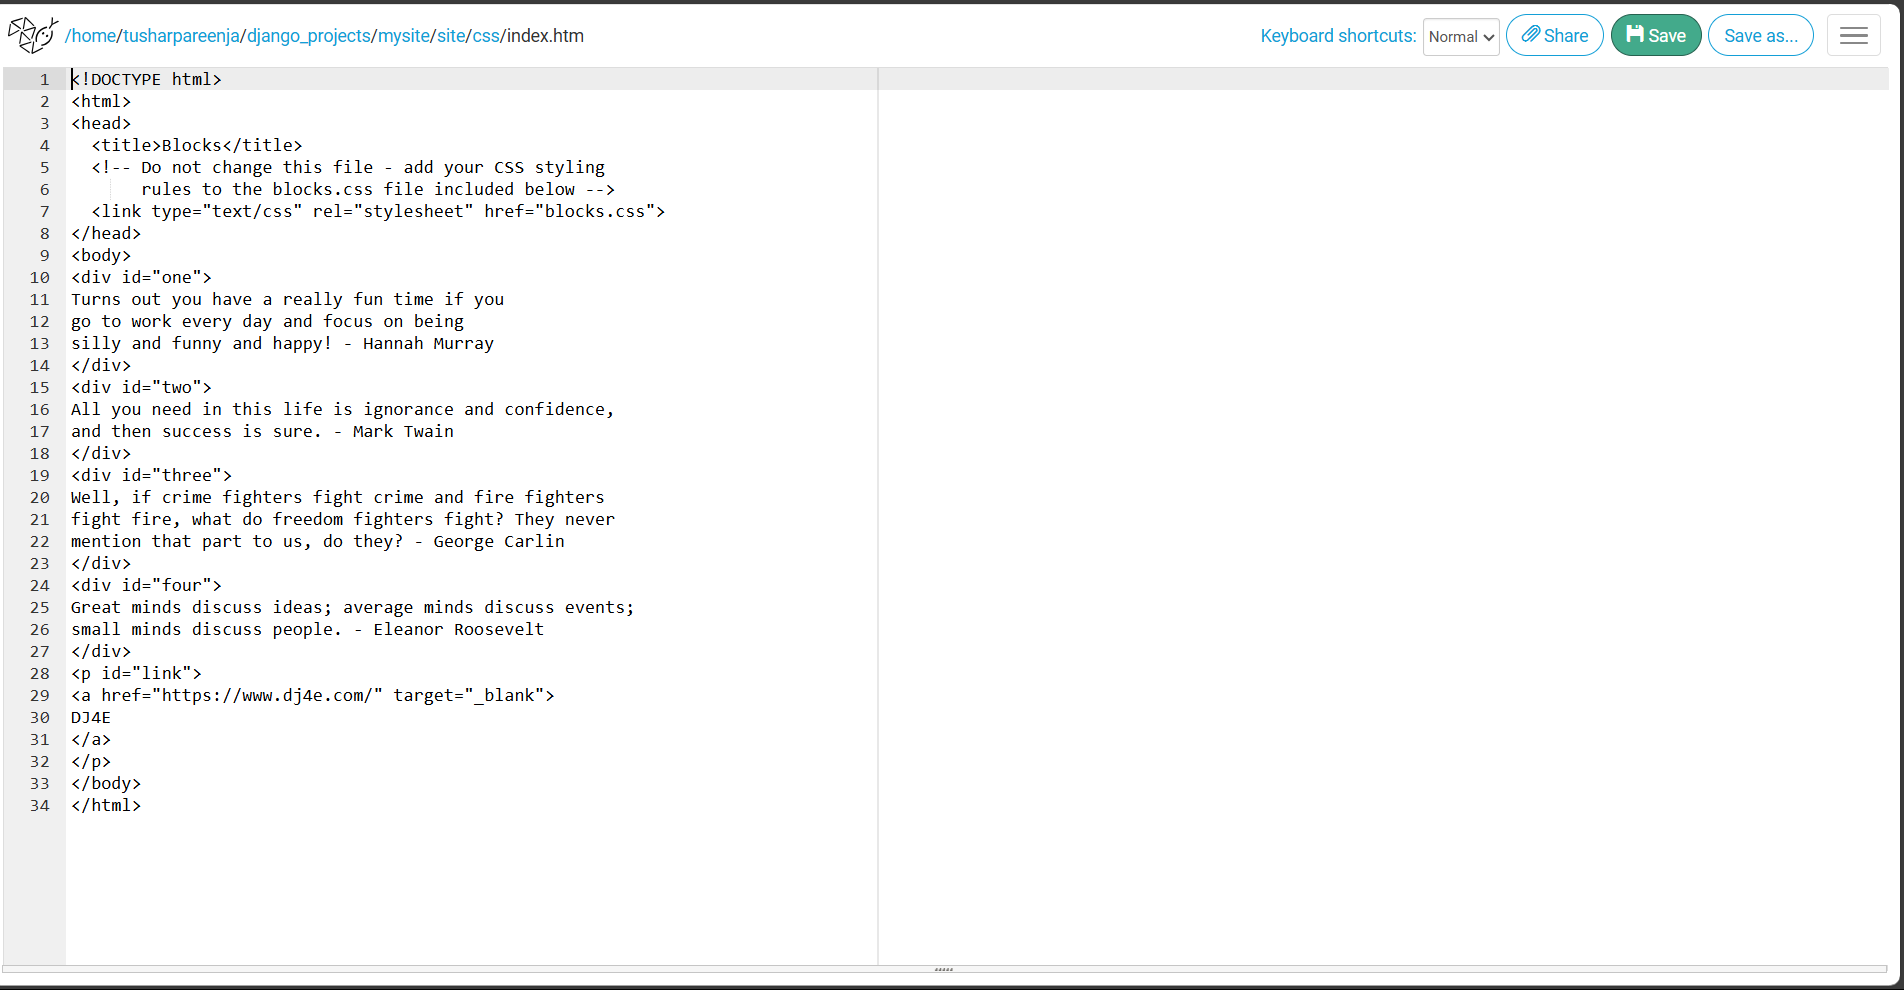 /home/tusharpareenja/django_projects/mysite/site/css/index.htm
Keyboard shortcuts: Normal Share Save Save as...
1 <!DOCTYPE html>
2 <html>
3 <head>
4   <title>Blocks</title>
5   <!-- Do not change this file - add your CSS styling
6        rules to the blocks.css file included below -->
7   <link type="text/css" rel="stylesheet" href="blocks.css">
8 </head>
9 <body>
10 <div id="one">
11 Turns out you have a really fun time if you
12 go to work every day and focus on being
13 silly and funny and happy! - Hannah Murray
14 </div>
15 <div id="two">
16 All you need in this life is ignorance and confidence,
17 and then success is sure. - Mark Twain
18 </div>
19 <div id="three">
20 Well, if crime fighters fight crime and fire fighters
21 fight fire, what do freedom fighters fight? They never
22 mention that part to us, do they? - George Carlin
23 </div>
24 <div id="four">
25 Great minds discuss ideas; average minds discuss events;
26 small minds discuss people. - Eleanor Roosevelt
27 </div>
28 <p id="link">
29 <a href="https://www.dj4e.com/" target="_blank">
30 DJ4E
31 </a>
32 </p>
33 </body>
34 </html>